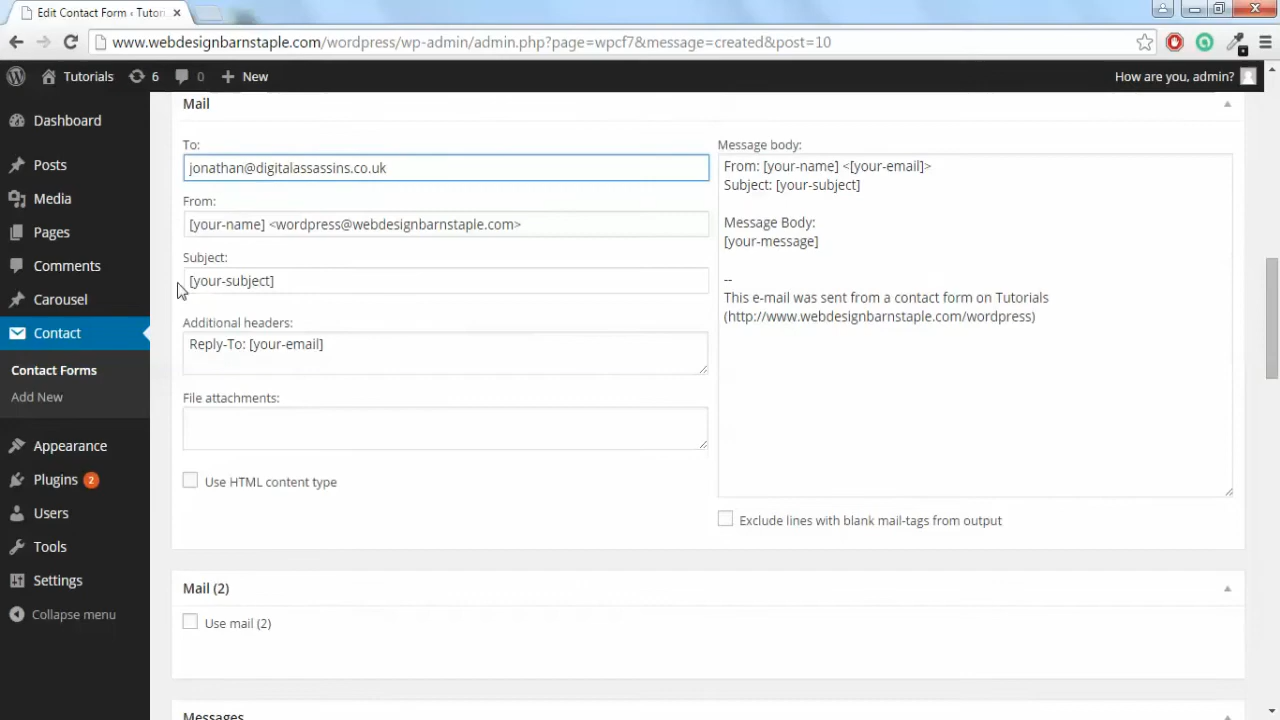 Edit Contact Form ‹ Tutori
www.webdesignbarnstaple.com/wordpress/wp-admin/admin.php?page=wpcf7&message=created&post=10
Tutorials 6 0 New How are you, admin?
Dashboard
Posts
Media
Pages
Comments
Carousel
Contact
Contact Forms
Add New
Appearance
Plugins 2
Users
Tools
Settings
Collapse menu
Mail
To:
jonathan@digitalassassins.co.uk
From:
[your-name] <wordpress@webdesignbarnstaple.com>
Subject:
[your-subject]
Additional headers:
Reply-To: [your-email]
File attachments:
Use HTML content type
Message body:
From: [your-name] <[your-email]>
Subject: [your-subject]
Message Body:
[your-message]
--
This e-mail was sent from a contact form on Tutorials
(http://www.webdesignbarnstaple.com/wordpress)
Exclude lines with blank mail-tags from output
Mail (2)
Use mail (2)
Messages